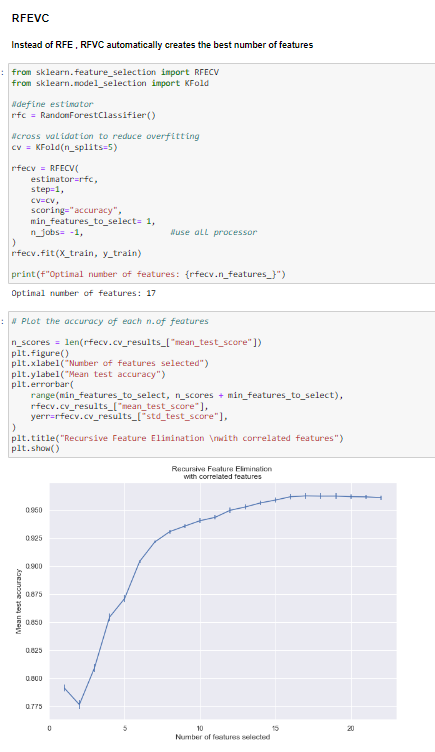 RFEVC
Instead of RFE , RFVC automatically creates the best number of features
: from sklearn.feature_selection import RFECV
from sklearn.model_selection import KFold
#define estimator
rfc = RandomForestClassifier()
#cross validation to reduce overfitting
cv = KFold(n_splits=5)
rfecv = RFECV(
estimator=rfc,
step=1,
cv=cv,
scoring="accuracy",
min_features_to_select= 1,
n_jobs= -1, #use all processor
)
rfecv.fit(X_train, y_train)
print(f"Optimal number of features: {rfecv.n_features_}")
Optimal number of features: 17
: # Plot the accuracy of each n.of features
n_scores = len(rfecv.cv_results_["mean_test_score"])
plt.figure()
plt.xlabel("Number of features selected")
plt.ylabel("Mean test accuracy")
plt.errorbar(
range(min_features_to_select, n_scores + min_features_to_select),
rfecv.cv_results_["mean_test_score"],
yerr=rfecv.cv_results_["std_test_score"],
)
plt.title("Recursive Feature Elimination \nwith correlated features")
plt.show()
Recursive Feature Elimination
with correlated features
0.950
0.925
0.900
0.875
0.850
0.825
0.800
0.775
Mean test accuracy
0 5 10 15 20
Number of features selected